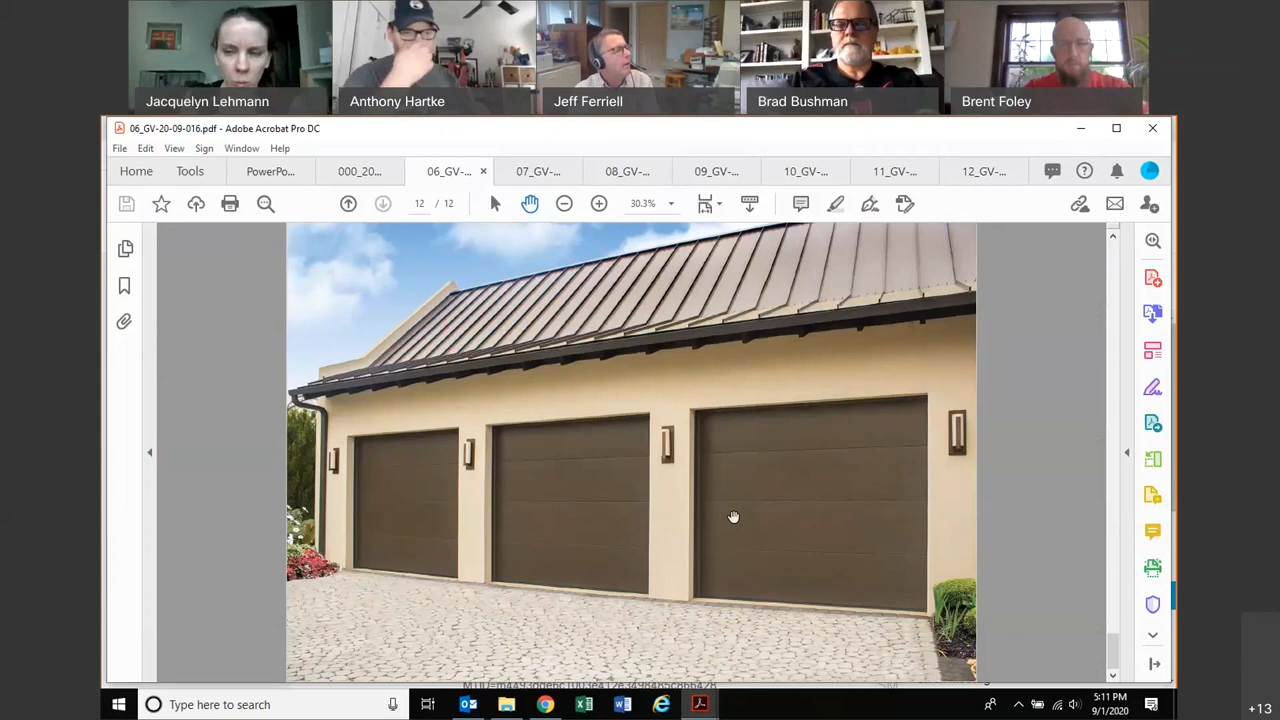 Jacquelyn Lehmann
Anthony Hartke
Jeff Ferriell
Brad Bushman
Brent Foley
06_GV-20-09-016.pdf - Adobe Acrobat Pro DC
File Edit View Sign Window Help
Home Tools PowerPo... 000_20... 06_GV-... × 07_GV-... 08_GV-... 09_GV-... 10_GV-... 11_GV-... 12_GV-...
12 / 12 30.3%
Type here to search
5:11 PM
9/1/2020
+13